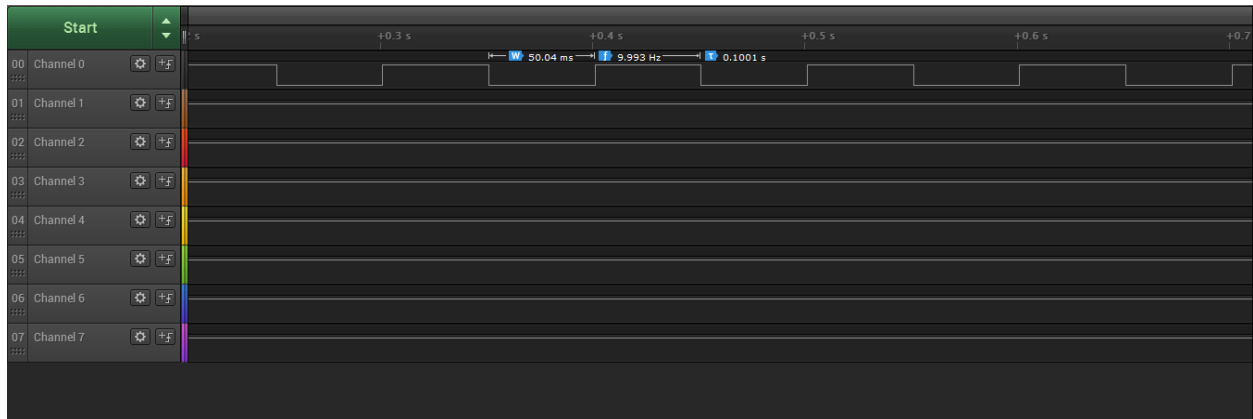 Start
s +0.3 s +0.4 s +0.5 s +0.6 s +0.7
W 50.04 ms f 9.993 Hz τ 0.1001 s
00 Channel 0
01 Channel 1
02 Channel 2
03 Channel 3
04 Channel 4
05 Channel 5
06 Channel 6
07 Channel 7